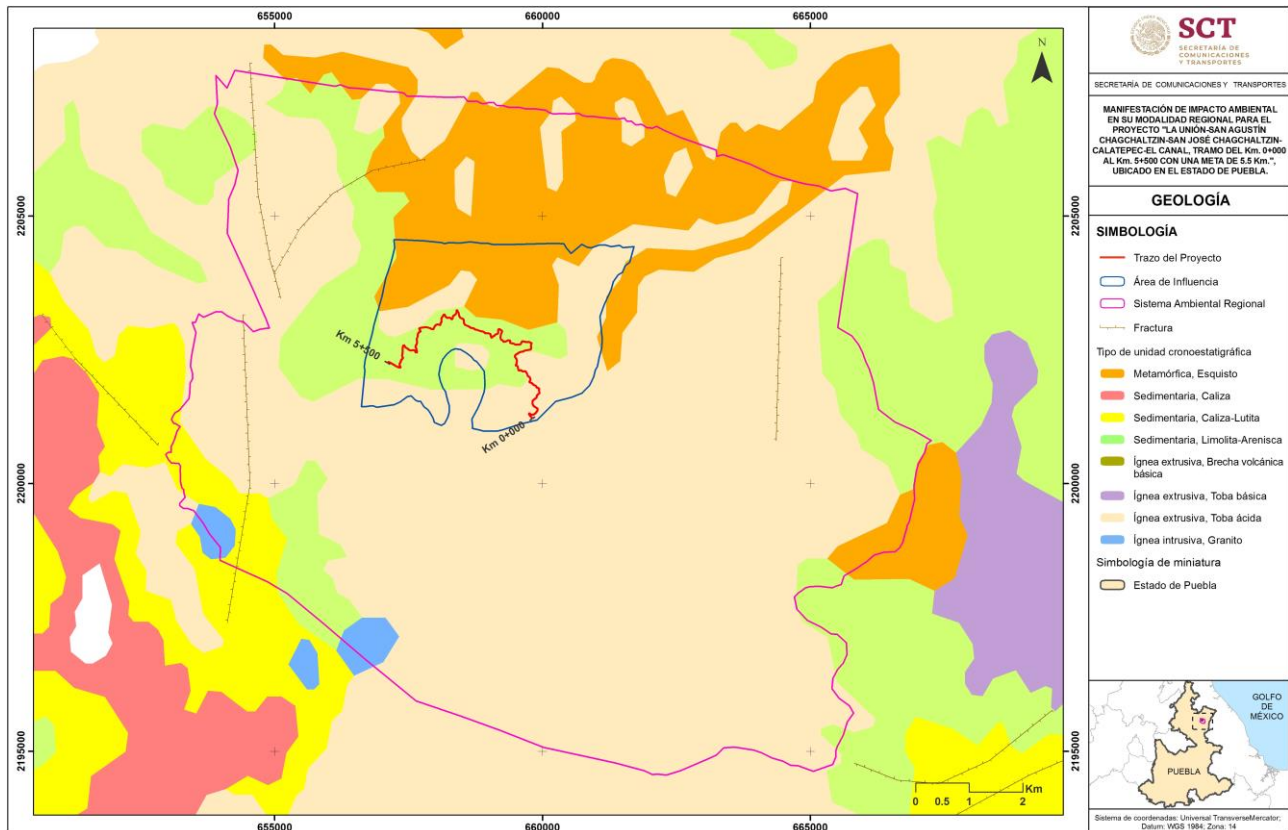 655000
660000
665000
2205000
2200000
2195000
2205000
2200000
2195000
655000
660000
665000
N
Km 5+500
Km 0+000
0 0.5 1 2
Km
SCT
SECRETARÍA DE
COMUNICACIONES
Y TRANSPORTES
SECRETARÍA DE COMUNICACIONES Y TRANSPORTES
MANIFESTACIÓN DE IMPACTO AMBIENTAL
EN SU MODALIDAD REGIONAL PARA EL
PROYECTO "LA UNIÓN-SAN AGUSTÍN
CHAGCHALTZIN-SAN JOSÉ CHAGCHALTZIN-
CALATEPEC-EL CANAL, TRAMO DEL Km. 0+000
AL Km. 5+500 CON UNA META DE 5.5 Km.",
UBICADO EN EL ESTADO DE PUEBLA.
GEOLOGÍA
SIMBOLOGÍA
Trazo del Proyecto
Área de Influencia
Sistema Ambiental Regional
Fractura
Tipo de unidad cronoestatigráfica
Metamórfica, Esquisto
Sedimentaria, Caliza
Sedimentaria, Caliza-Lutita
Sedimentaria, Limolita-Arenisca
Ígnea extrusiva, Brecha volcánica
básica
Ígnea extrusiva, Toba básica
Ígnea extrusiva, Toba ácida
Ígnea intrusiva, Granito
Simbología de miniatura
Estado de Puebla
GOLFO
DE
MÉXICO
PUEBLA
Sistema de coordenadas: Universal TransverseMercator;
Datum: WGS 1984; Zona: 14